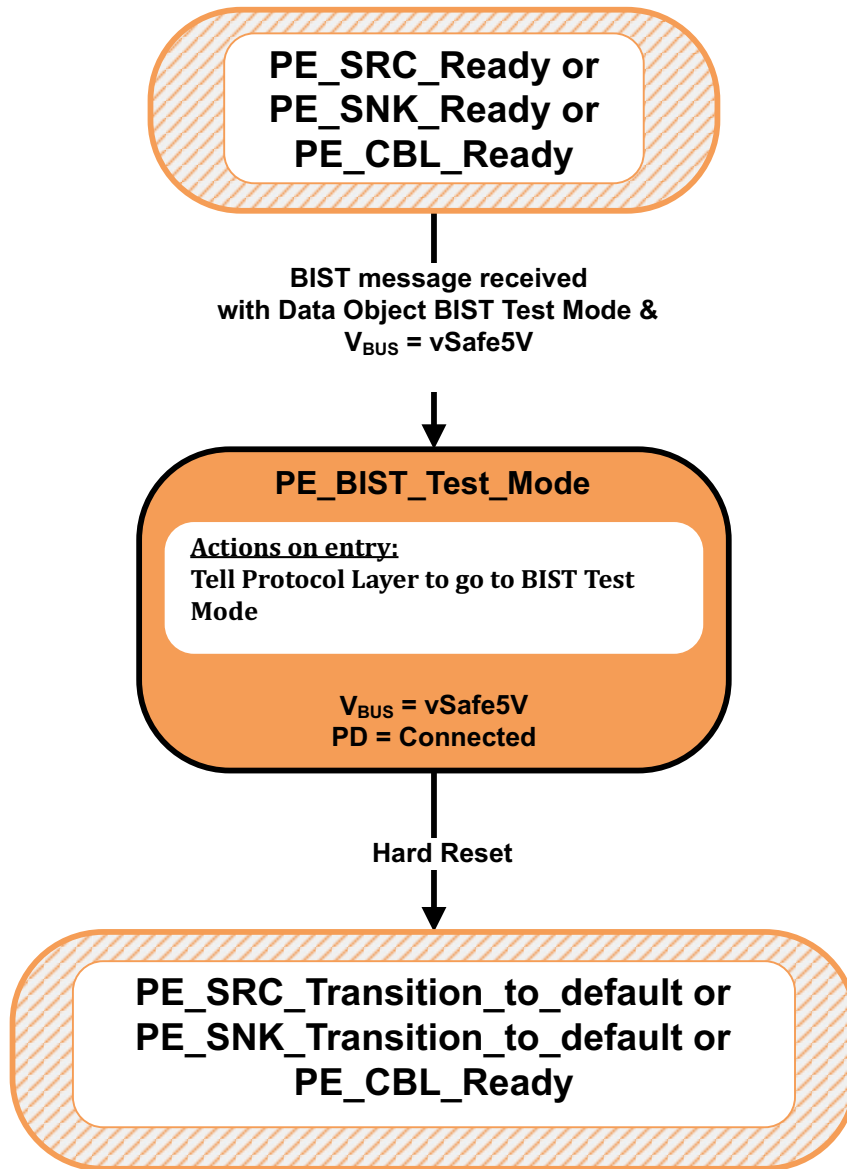 PE_SRC_Ready or
PE_SNK_Ready or
PE_CBL_Ready
BIST message received
with Data Object BIST Test Mode &
VBUS = vSafe5V
PE_BIST_Test_Mode
Actions on entry:
Tell Protocol Layer to go to BIST Test
Mode
VBUS = vSafe5V
PD = Connected
Hard Reset
PE_SRC_Transition_to_default or
PE_SNK_Transition_to_default or
PE_CBL_Ready